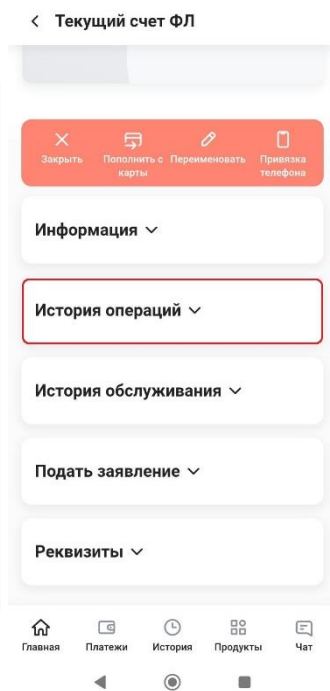 Текущий счет ФЛ
Закрыть
Пополнить с
карты
Переименовать
Привязка
телефона
Информация
История операций
История обслуживания
Подать заявление
Реквизиты
Главная
Платежи
История
Продукты
Чат